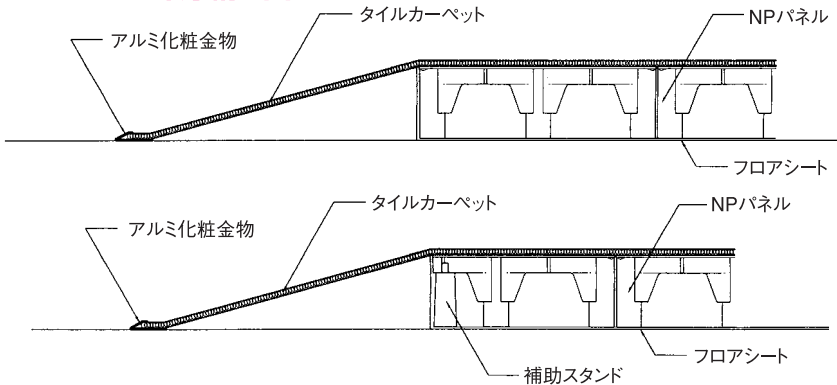 タイルカーペット
NPパネル
アルミ化粧金物
フロアシート
タイルカーペット
NPパネル
アルミ化粧金物
フロアシート
補助スタンド